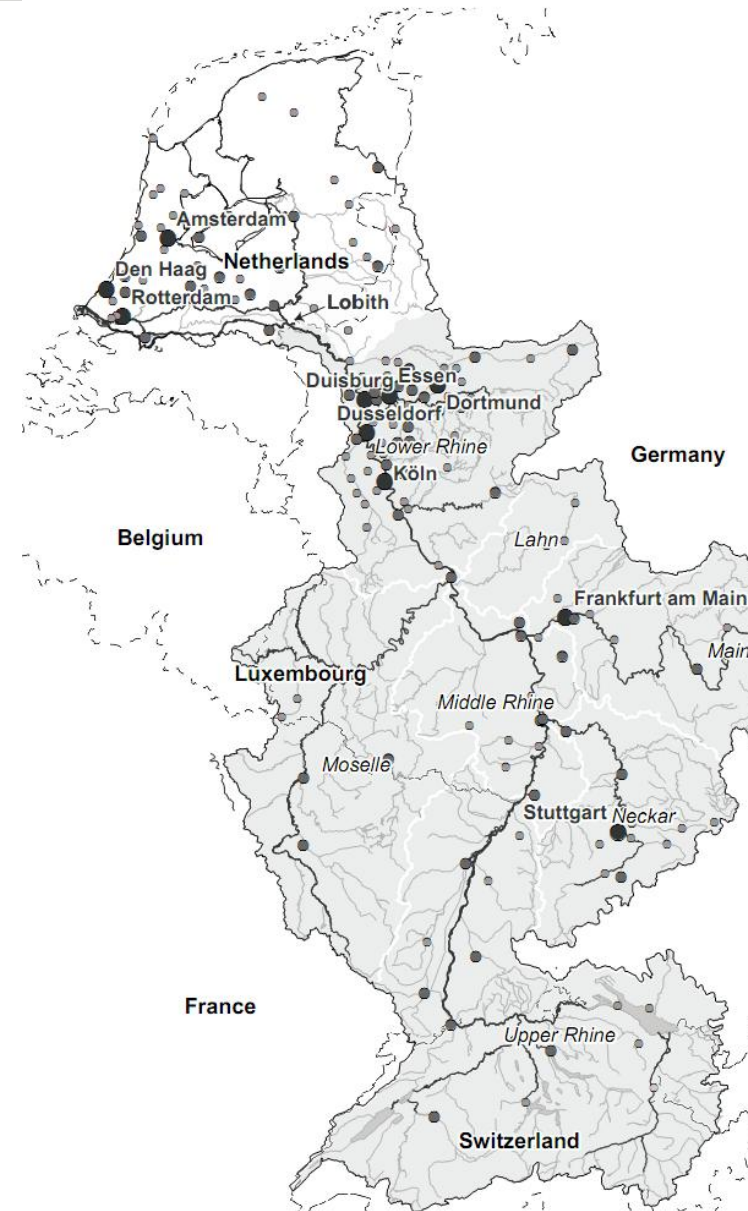 Amsterdam
Netherlands
Den Haag
Rotterdam
Lobith
Duisburg
Essen
Dortmund
Dusseldorf
Lower Rhine
Germany
Köln
Belgium
Lahn
Frankfurt am Main
Main
Luxembourg
Middle Rhine
Moselle
Stuttgart
Neckar
France
Upper Rhine
Switzerland